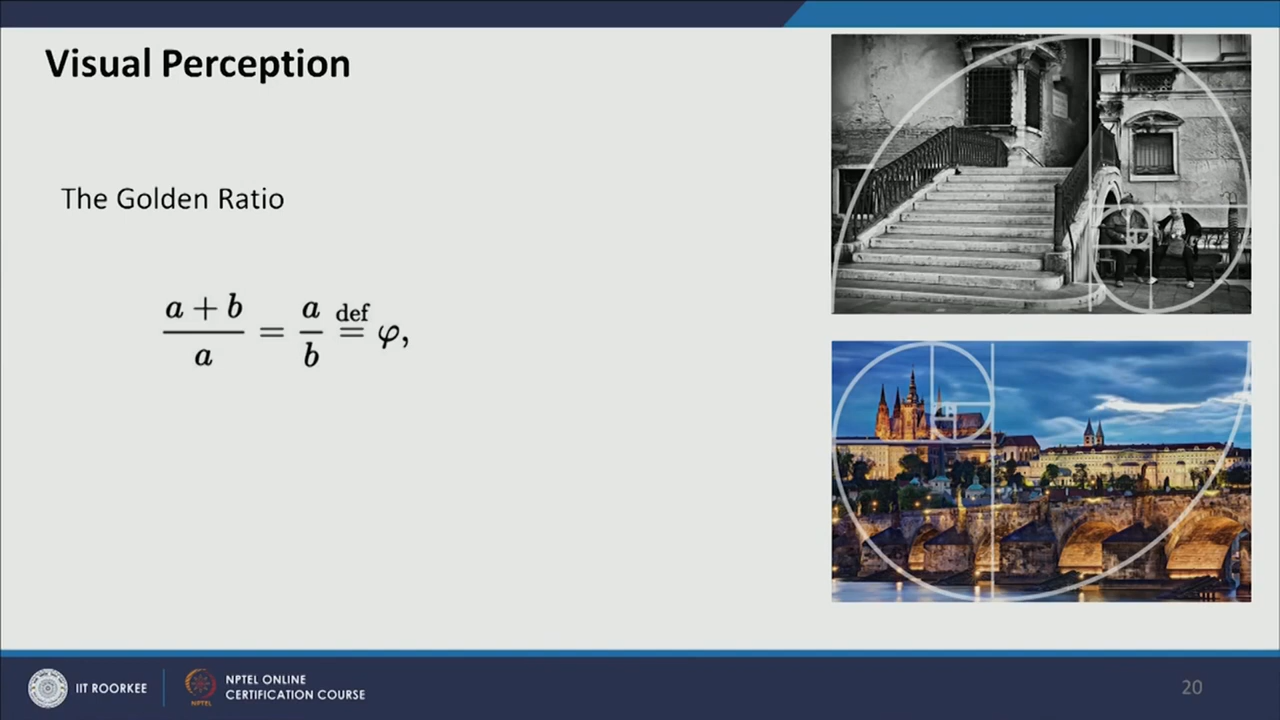 Visual Perception
The Golden Ratio
a + b / a = a / b def= φ,
IIT ROORKEE
NPTEL ONLINE
CERTIFICATION COURSE
NPTEL
20